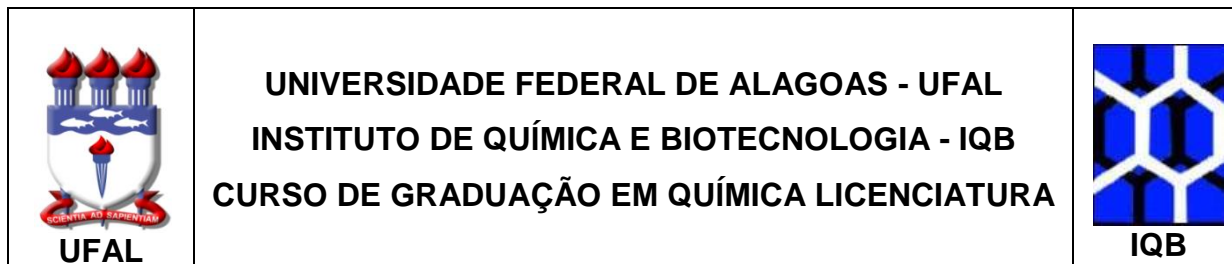 UNIVERSIDADE FEDERAL DE ALAGOAS - UFAL
INSTITUTO DE QUÍMICA E BIOTECNOLOGIA - IQB
CURSO DE GRADUAÇÃO EM QUÍMICA LICENCIATURA
SCIENTIA AD SAPIENTIAM
UFAL
IQB